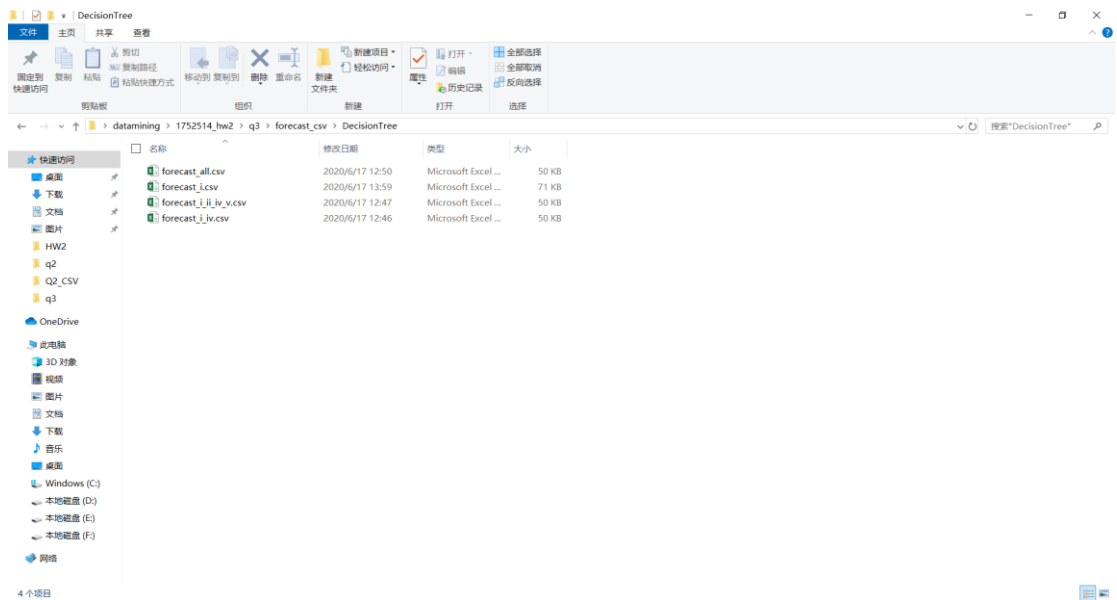 DecisionTree
文件 主页 共享 查看
固定到快速访问
复制
粘贴
剪切
复制路径
粘贴快捷方式
剪贴板
移动到
复制到
删除
重命名
组织
新建文件夹
新建项目
轻松访问
新建
属性
打开
编辑
历史记录
打开
全部选择
全部取消
反向选择
选择
datamining > 1752514_hw2 > q3 > forecast_csv > DecisionTree
搜索"DecisionTree"
快速访问
桌面
下载
文档
图片
HW2
q2
Q2_CSV
q3
OneDrive
此电脑
3D 对象
视频
图片
文档
下载
音乐
桌面
Windows (C:)
本地磁盘 (D:)
本地磁盘 (E:)
本地磁盘 (F:)
网络
名称 修改日期 类型 大小
forecast_all.csv 2020/6/17 12:50 Microsoft Excel ... 50 KB
forecast_i.csv 2020/6/17 13:59 Microsoft Excel ... 71 KB
forecast_i_ii_iv_v.csv 2020/6/17 12:47 Microsoft Excel ... 50 KB
forecast_i_iv.csv 2020/6/17 12:46 Microsoft Excel ... 50 KB
4 个项目